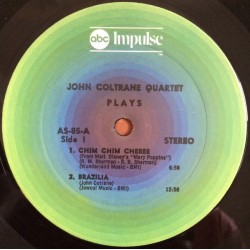 abc Impulse
JOHN COLTRANE QUARTET
PLAYS
AS-85-A
Side 1
STEREO
1. CHIM CHIM CHEREE
(From Walt Disney's "Mary Poppins")
(R. M. Sherman - R. B. Sherman)
(Wonderland Music - BMI)
6:58
2. BRAZILIA
(John Coltrane)
(Jowcol Music - BMI)
12:56